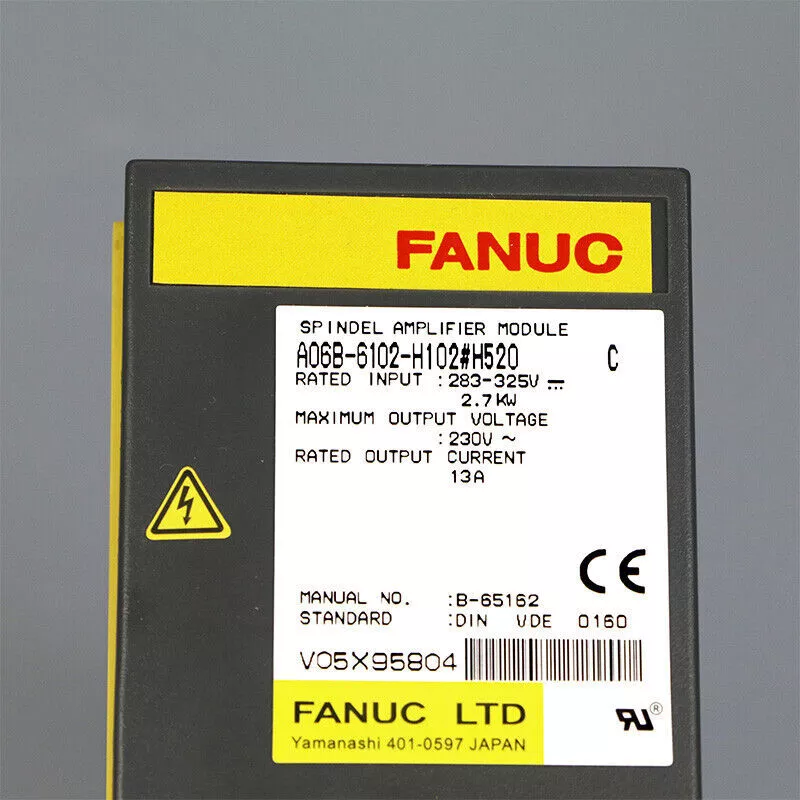 FANUC
SPINDEL AMPLIFIER MODULE
A06B-6102-H102#H520 C
RATED INPUT :283-325V ⎓
2.7KW
MAXIMUM OUTPUT VOLTAGE
:230V ~
RATED OUTPUT CURRENT
13A
CE
MANUAL NO. :B-65162
STANDARD :DIN VDE 0160
V05X95804
FANUC LTD
Yamanashi 401-0597 JAPAN
RU®